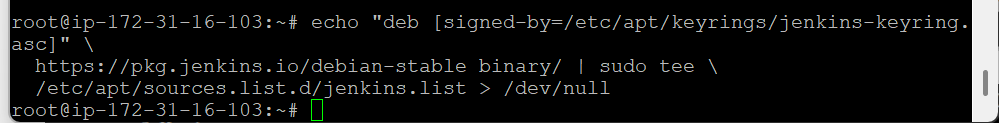 root@ip-172-31-16-103:~# echo "deb [signed-by=/etc/apt/keyrings/jenkins-keyring.
asc]" \
  https://pkg.jenkins.io/debian-stable binary/ | sudo tee \
  /etc/apt/sources.list.d/jenkins.list > /dev/null
root@ip-172-31-16-103:~#